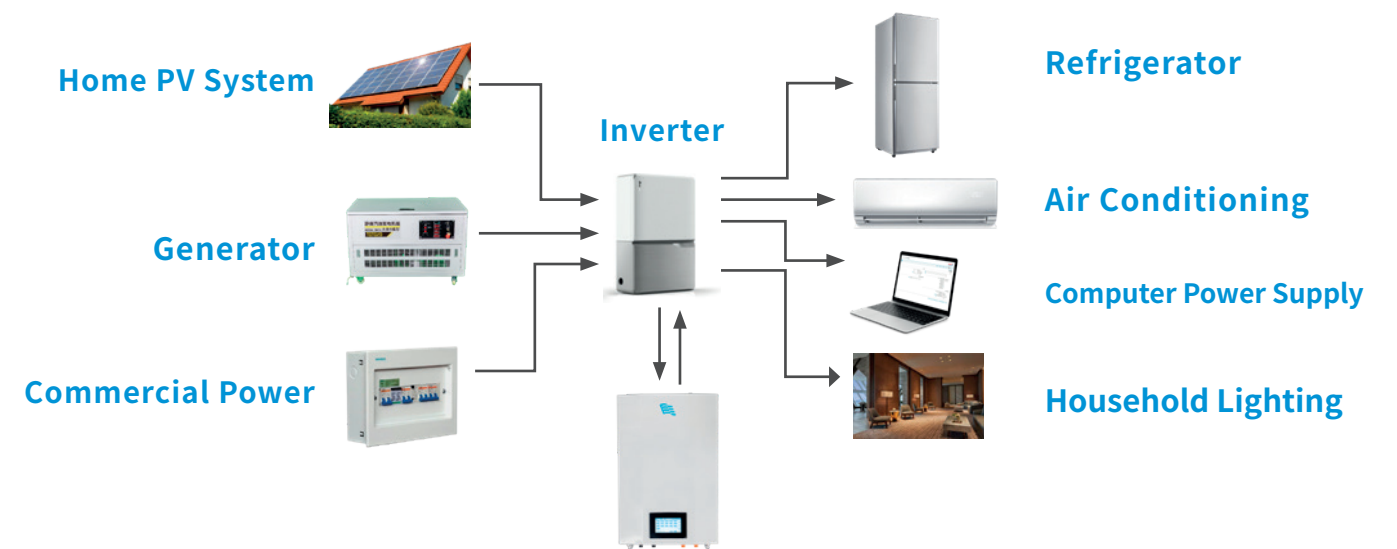 Home PV System
Inverter
Refrigerator
Generator
Air Conditioning
Computer Power Supply
Commercial Power
Household Lighting